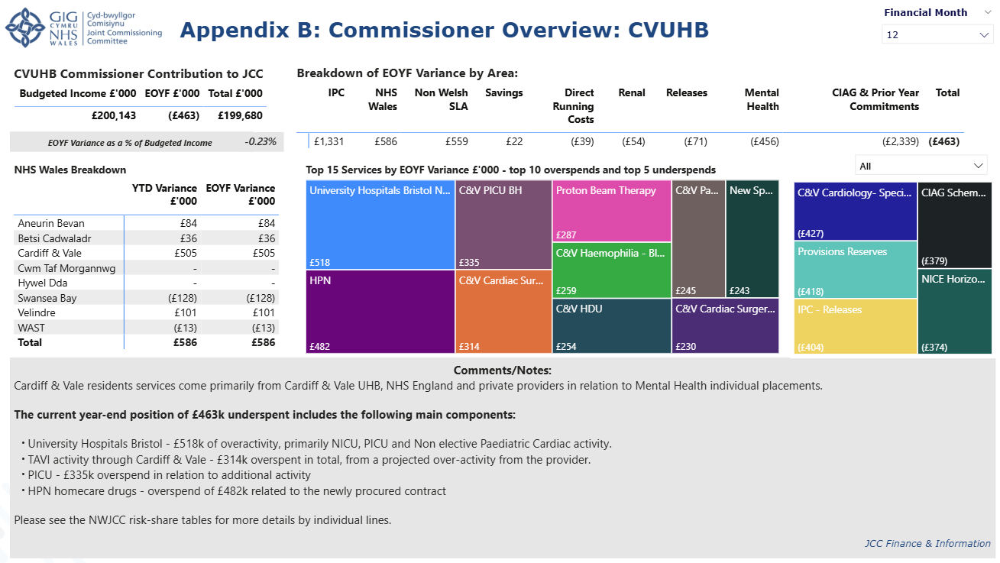 GIG
CYMRU
NHS
WALES
Cyd-bwyllgor
Comisiynu
Joint Commissioning
Committee
Appendix B: Commissioner Overview: CVUHB
Financial Month
12
CVUHB Commissioner Contribution to JCC
Budgeted Income £'000 EOYF £'000 Total £'000
£200,143 (£463) £199,680
EOYF Variance as a % of Budgeted Income -0.23%
Breakdown of EOYF Variance by Area:
IPC NHS Wales Non Welsh SLA Savings Direct Running Costs Renal Releases Mental Health CIAG & Prior Year Commitments Total
£1,331 £586 £559 £22 (£39) (£54) (£71) (£456) (£2,339) (£463)
NHS Wales Breakdown
YTD Variance £'000 EOYF Variance £'000
Aneurin Bevan £84 £84
Betsi Cadwaladr £36 £36
Cardiff & Vale £505 £505
Cwm Taf Morgannwg - -
Hywel Dda - -
Swansea Bay (£128) (£128)
Velindre £101 £101
WAST (£13) (£13)
Total £586 £586
Top 15 Services by EOYF Variance £'000 - top 10 overspends and top 5 underspends
All
University Hospitals Bristol N...
£518
HPN
£482
C&V PICU BH
£335
C&V Cardiac Sur...
£314
Proton Beam Therapy
£287
C&V Haemophilia - Bl...
£259
C&V HDU
£254
C&V Pa...
£245
New Sp...
£243
C&V Cardiac Surger...
£230
C&V Cardiology- Speci...
(£427)
Provisions Reserves
(£418)
IPC - Releases
(£404)
CIAG Schem...
(£379)
NICE Horizo...
(£374)
Comments/Notes:
Cardiff & Vale residents services come primarily from Cardiff & Vale UHB, NHS England and private providers in relation to Mental Health individual placements.
The current year-end position of £463k underspent includes the following main components:
• University Hospitals Bristol - £518k of overactivity, primarily NICU, PICU and Non elective Paediatric Cardiac activity.
• TAVI activity through Cardiff & Vale - £314k overspent in total, from a projected over-activity from the provider.
• PICU - £335k overspend in relation to additional activity
• HPN homecare drugs - overspend of £482k related to the newly procured contract
Please see the NWJCC risk-share tables for more details by individual lines.
JCC Finance & Information